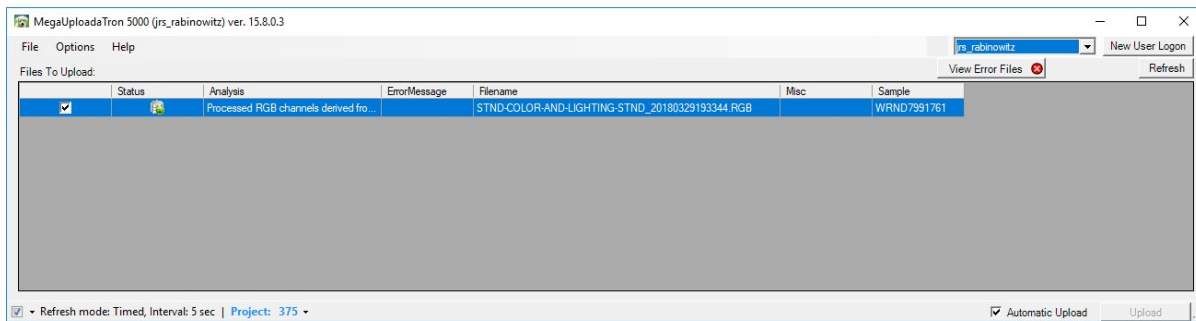 MegaUploadaTron 5000 (jrs_rabinowitz) ver. 15.8.0.3
File Options Help jrs_rabinowitz New User Logon
Files To Upload: View Error Files Refresh
Status Analysis ErrorMessage Filename Misc Sample
Processed RGB channels derived fro... STND-COLOR-AND-LIGHTING-STND_20180329193344.RGB WRND7991761
Refresh mode: Timed, Interval: 5 sec | Project: 375 Automatic Upload Upload